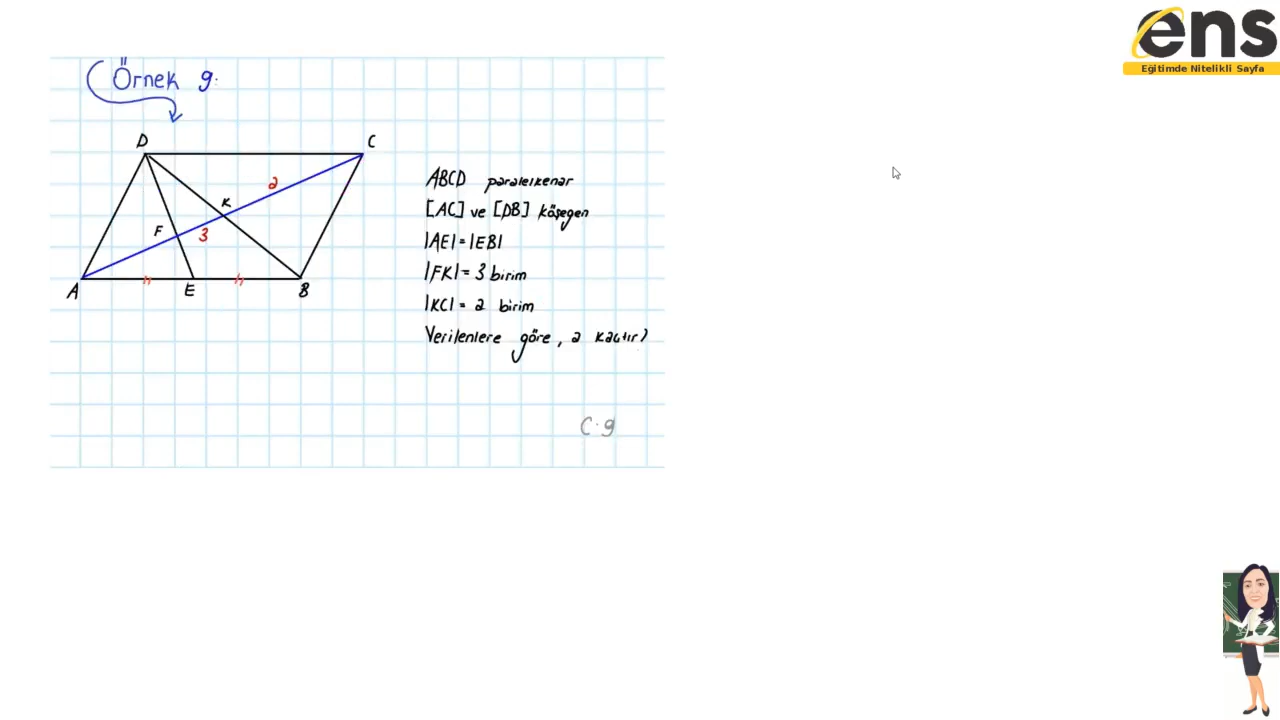 ens
Eğitimde Nitelikli Sayfa
Örnek 9:
D
C
a
K
F
3
A
E
B
ABCD paralelkenar
[AC] ve [DB] köşegen
|AE|=|EB|
|FK|= 3 birim
|KC|= a birim
Verilenlere göre, a kaçtır?
C.9